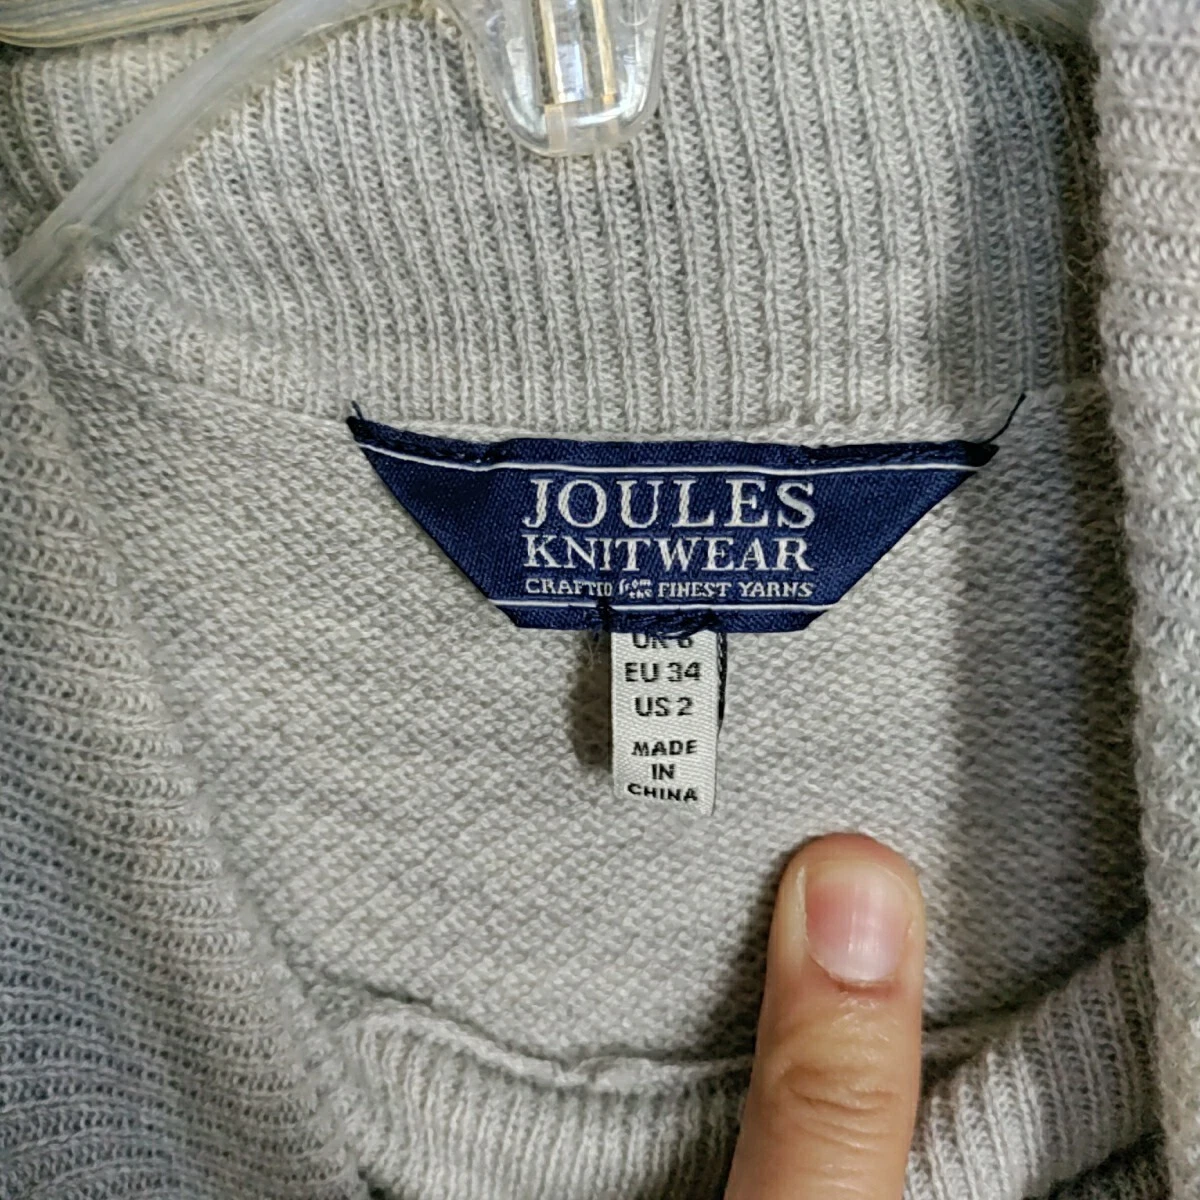 JOULES
KNITWEAR
CRAFTED from the FINEST YARNS
UK 6
EU 34
US 2
MADE
IN
CHINA